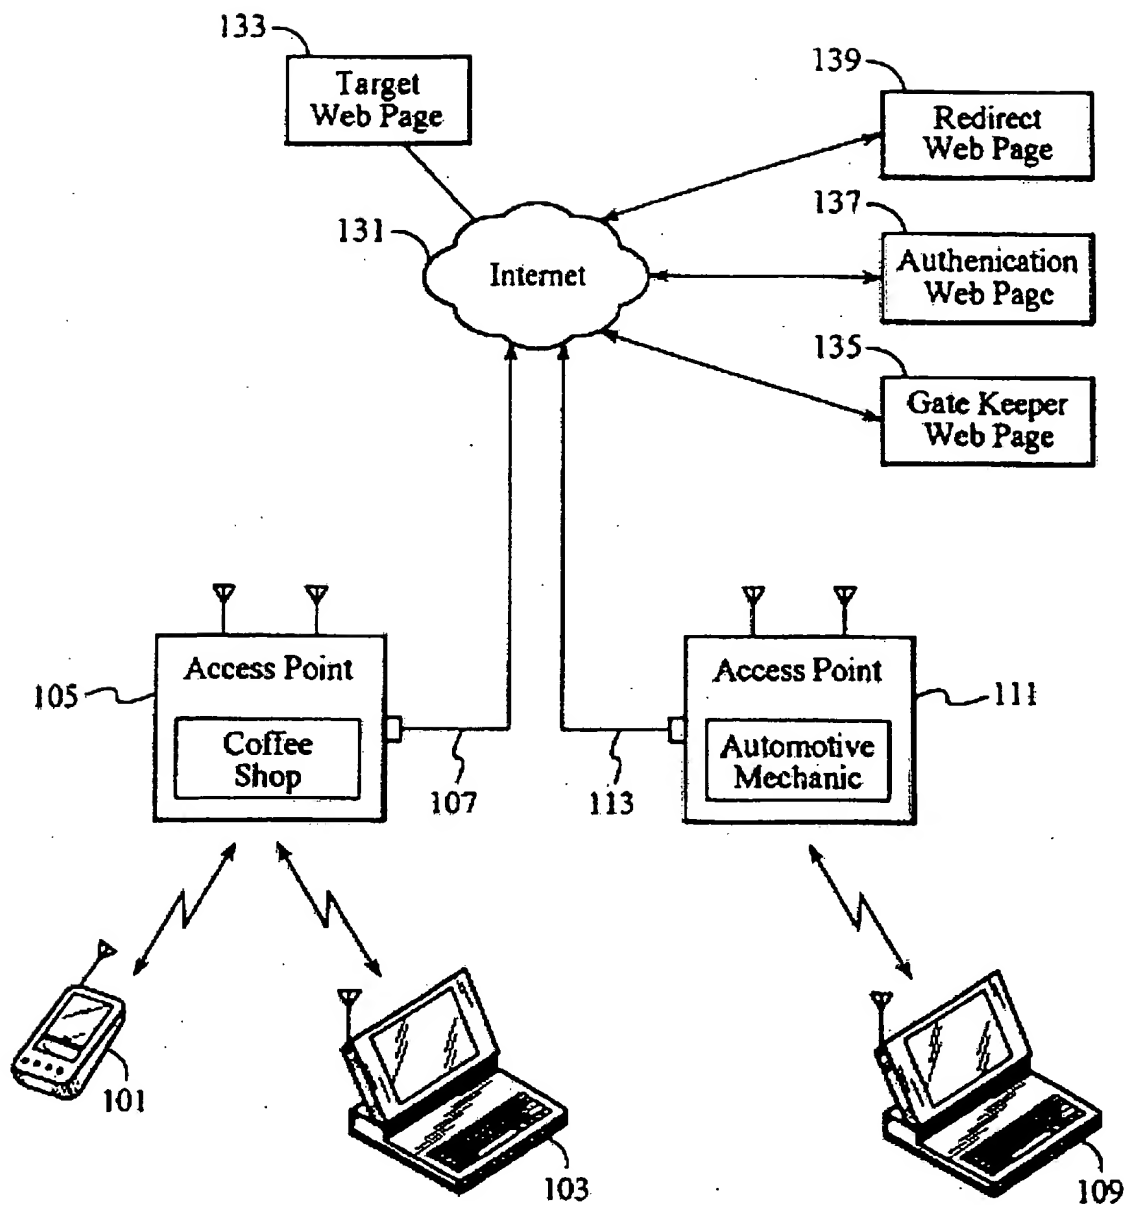 133
Target
Web Page
139
Redirect
Web Page
137
Authenication
Web Page
131
Internet
135
Gate Keeper
Web Page
Access Point
105
Coffee
Shop
107
Access Point
111
Automotive
Mechanic
113
101
103
109